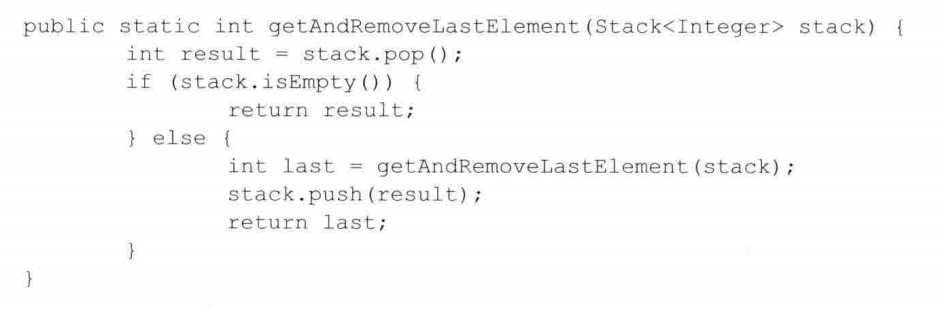 public static int getAndRemoveLastElement(Stack<Integer> stack) {
int result = stack.pop();
if (stack.isEmpty()) {
return result;
} else {
int last = getAndRemoveLastElement(stack);
stack.push(result);
return last;
}
}